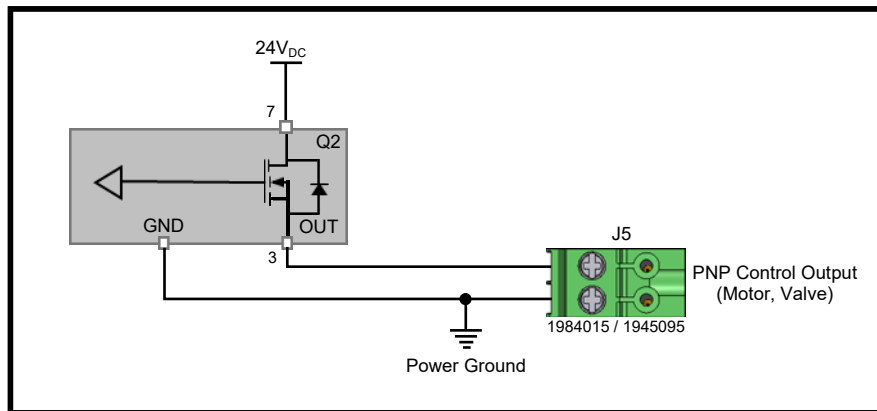 24VDC
7
Q2
GND
OUT
3
J5
PNP Control Output
(Motor, Valve)
1984015 / 1945095
Power Ground